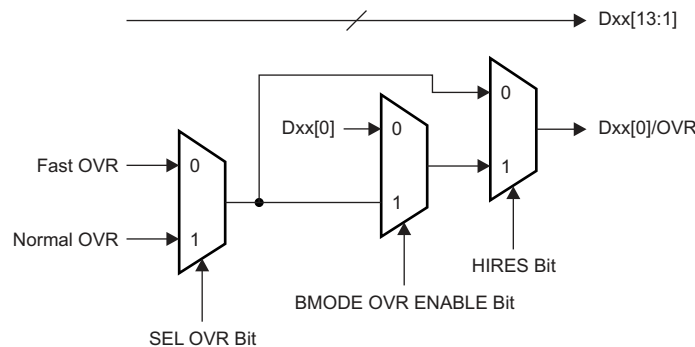 Dxx[13:1]
0
Dxx[0]
0
Dxx[0]/OVR
Fast OVR
0
1
1
Normal OVR
1
HIRES Bit
BMODE OVR ENABLE Bit
SEL OVR Bit